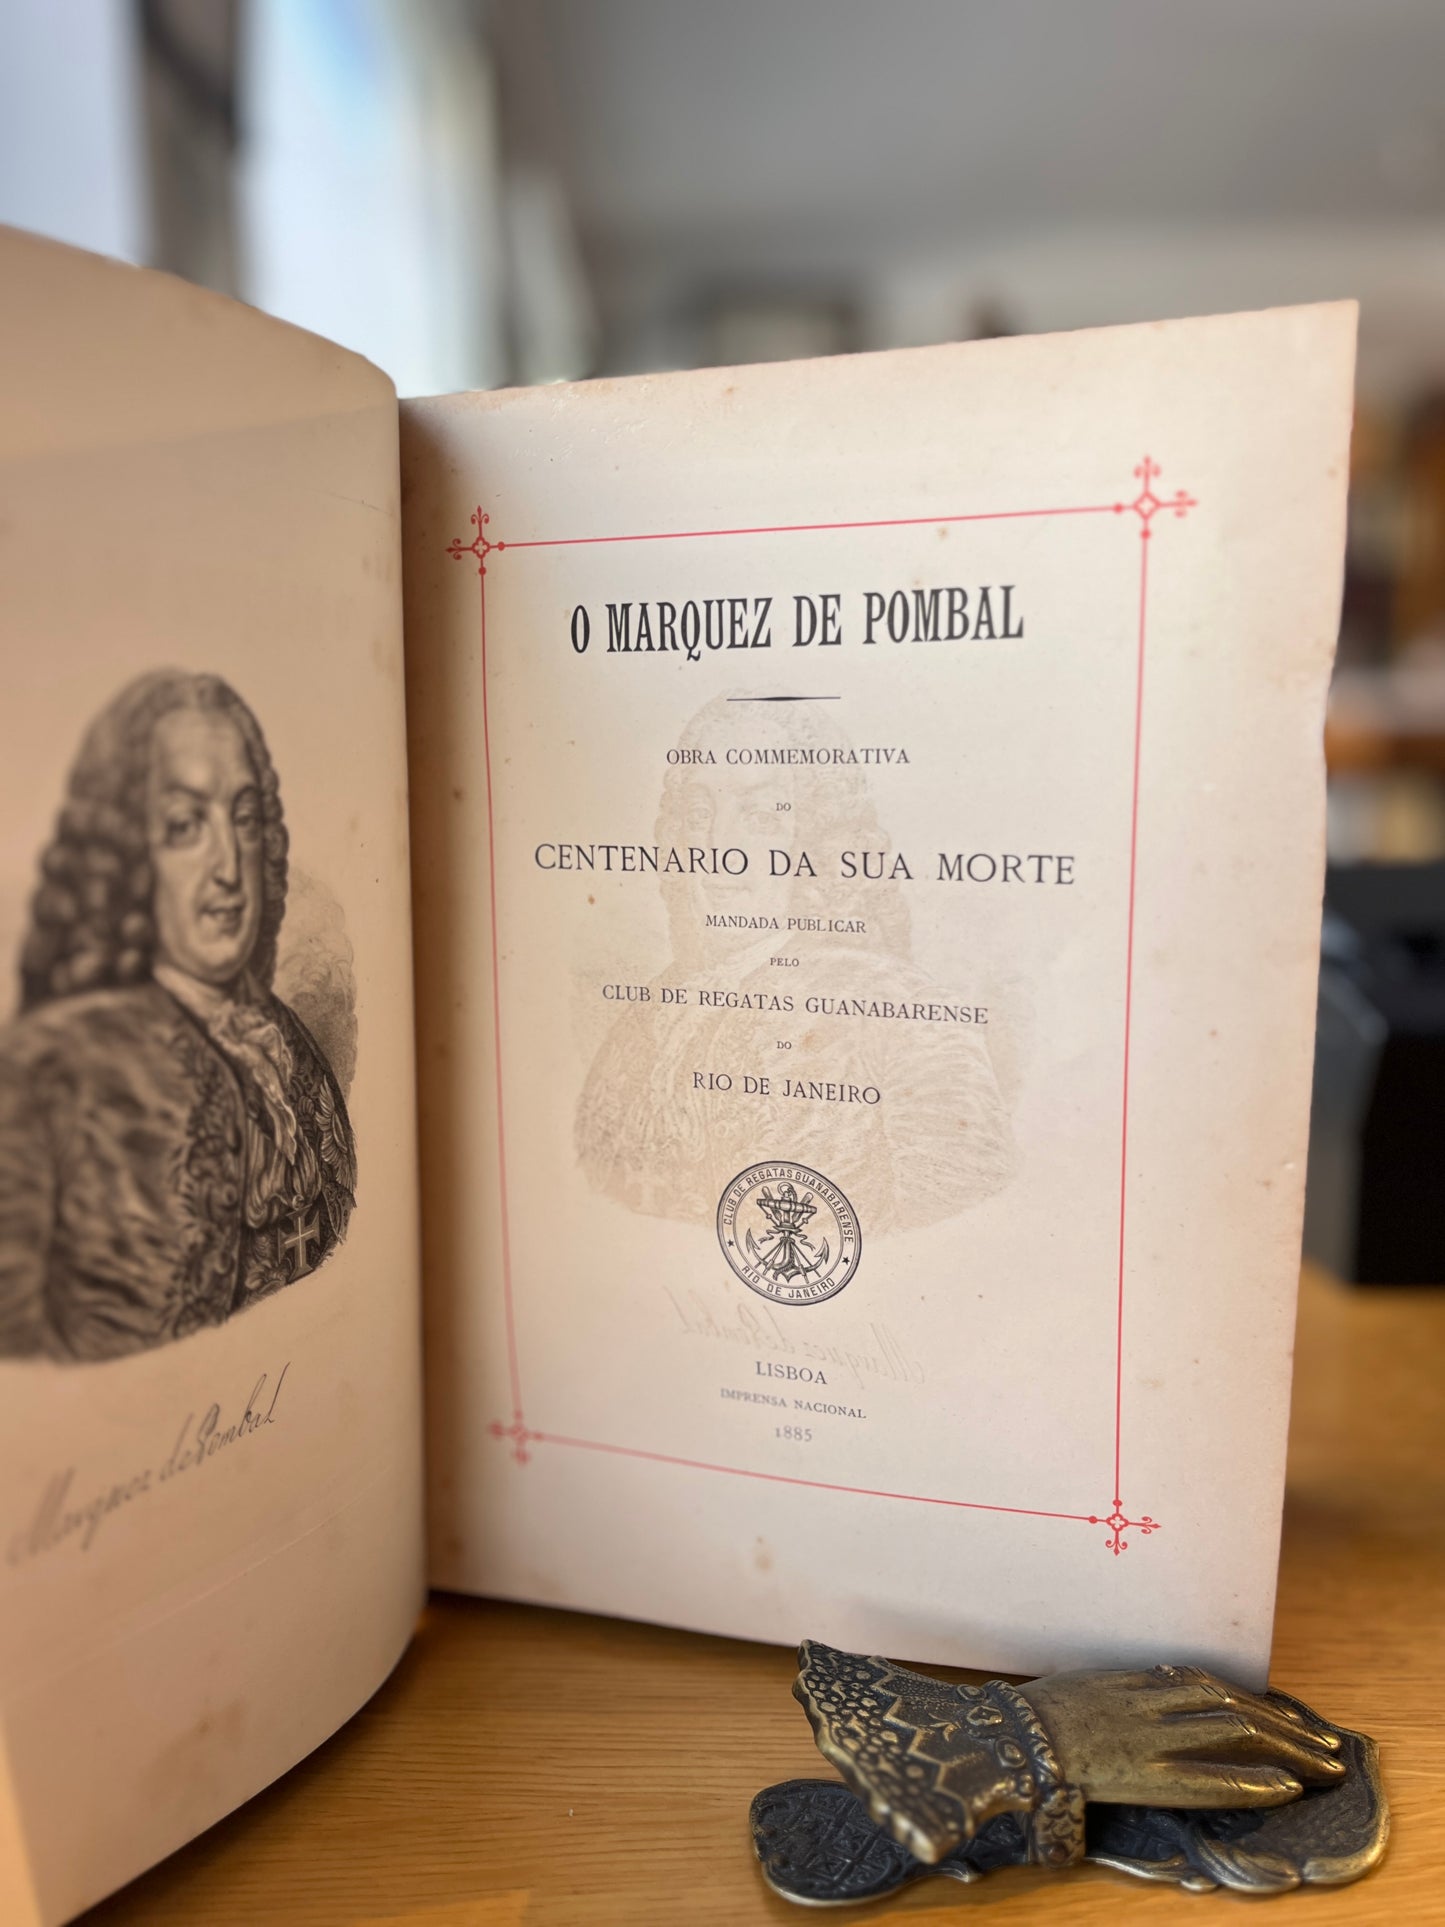 Marquez de Pombal
O MARQUEZ DE POMBAL
OBRA COMMEMORATIVA
DO
CENTENARIO DA SUA MORTE
MANDADA PUBLICAR
PELO
CLUB DE REGATAS GUANABARENSE
DO
RIO DE JANEIRO
CLUB DE REGATAS GUANABARENSE
RIO DE JANEIRO
LISBOA
IMPRENSA NACIONAL
1885